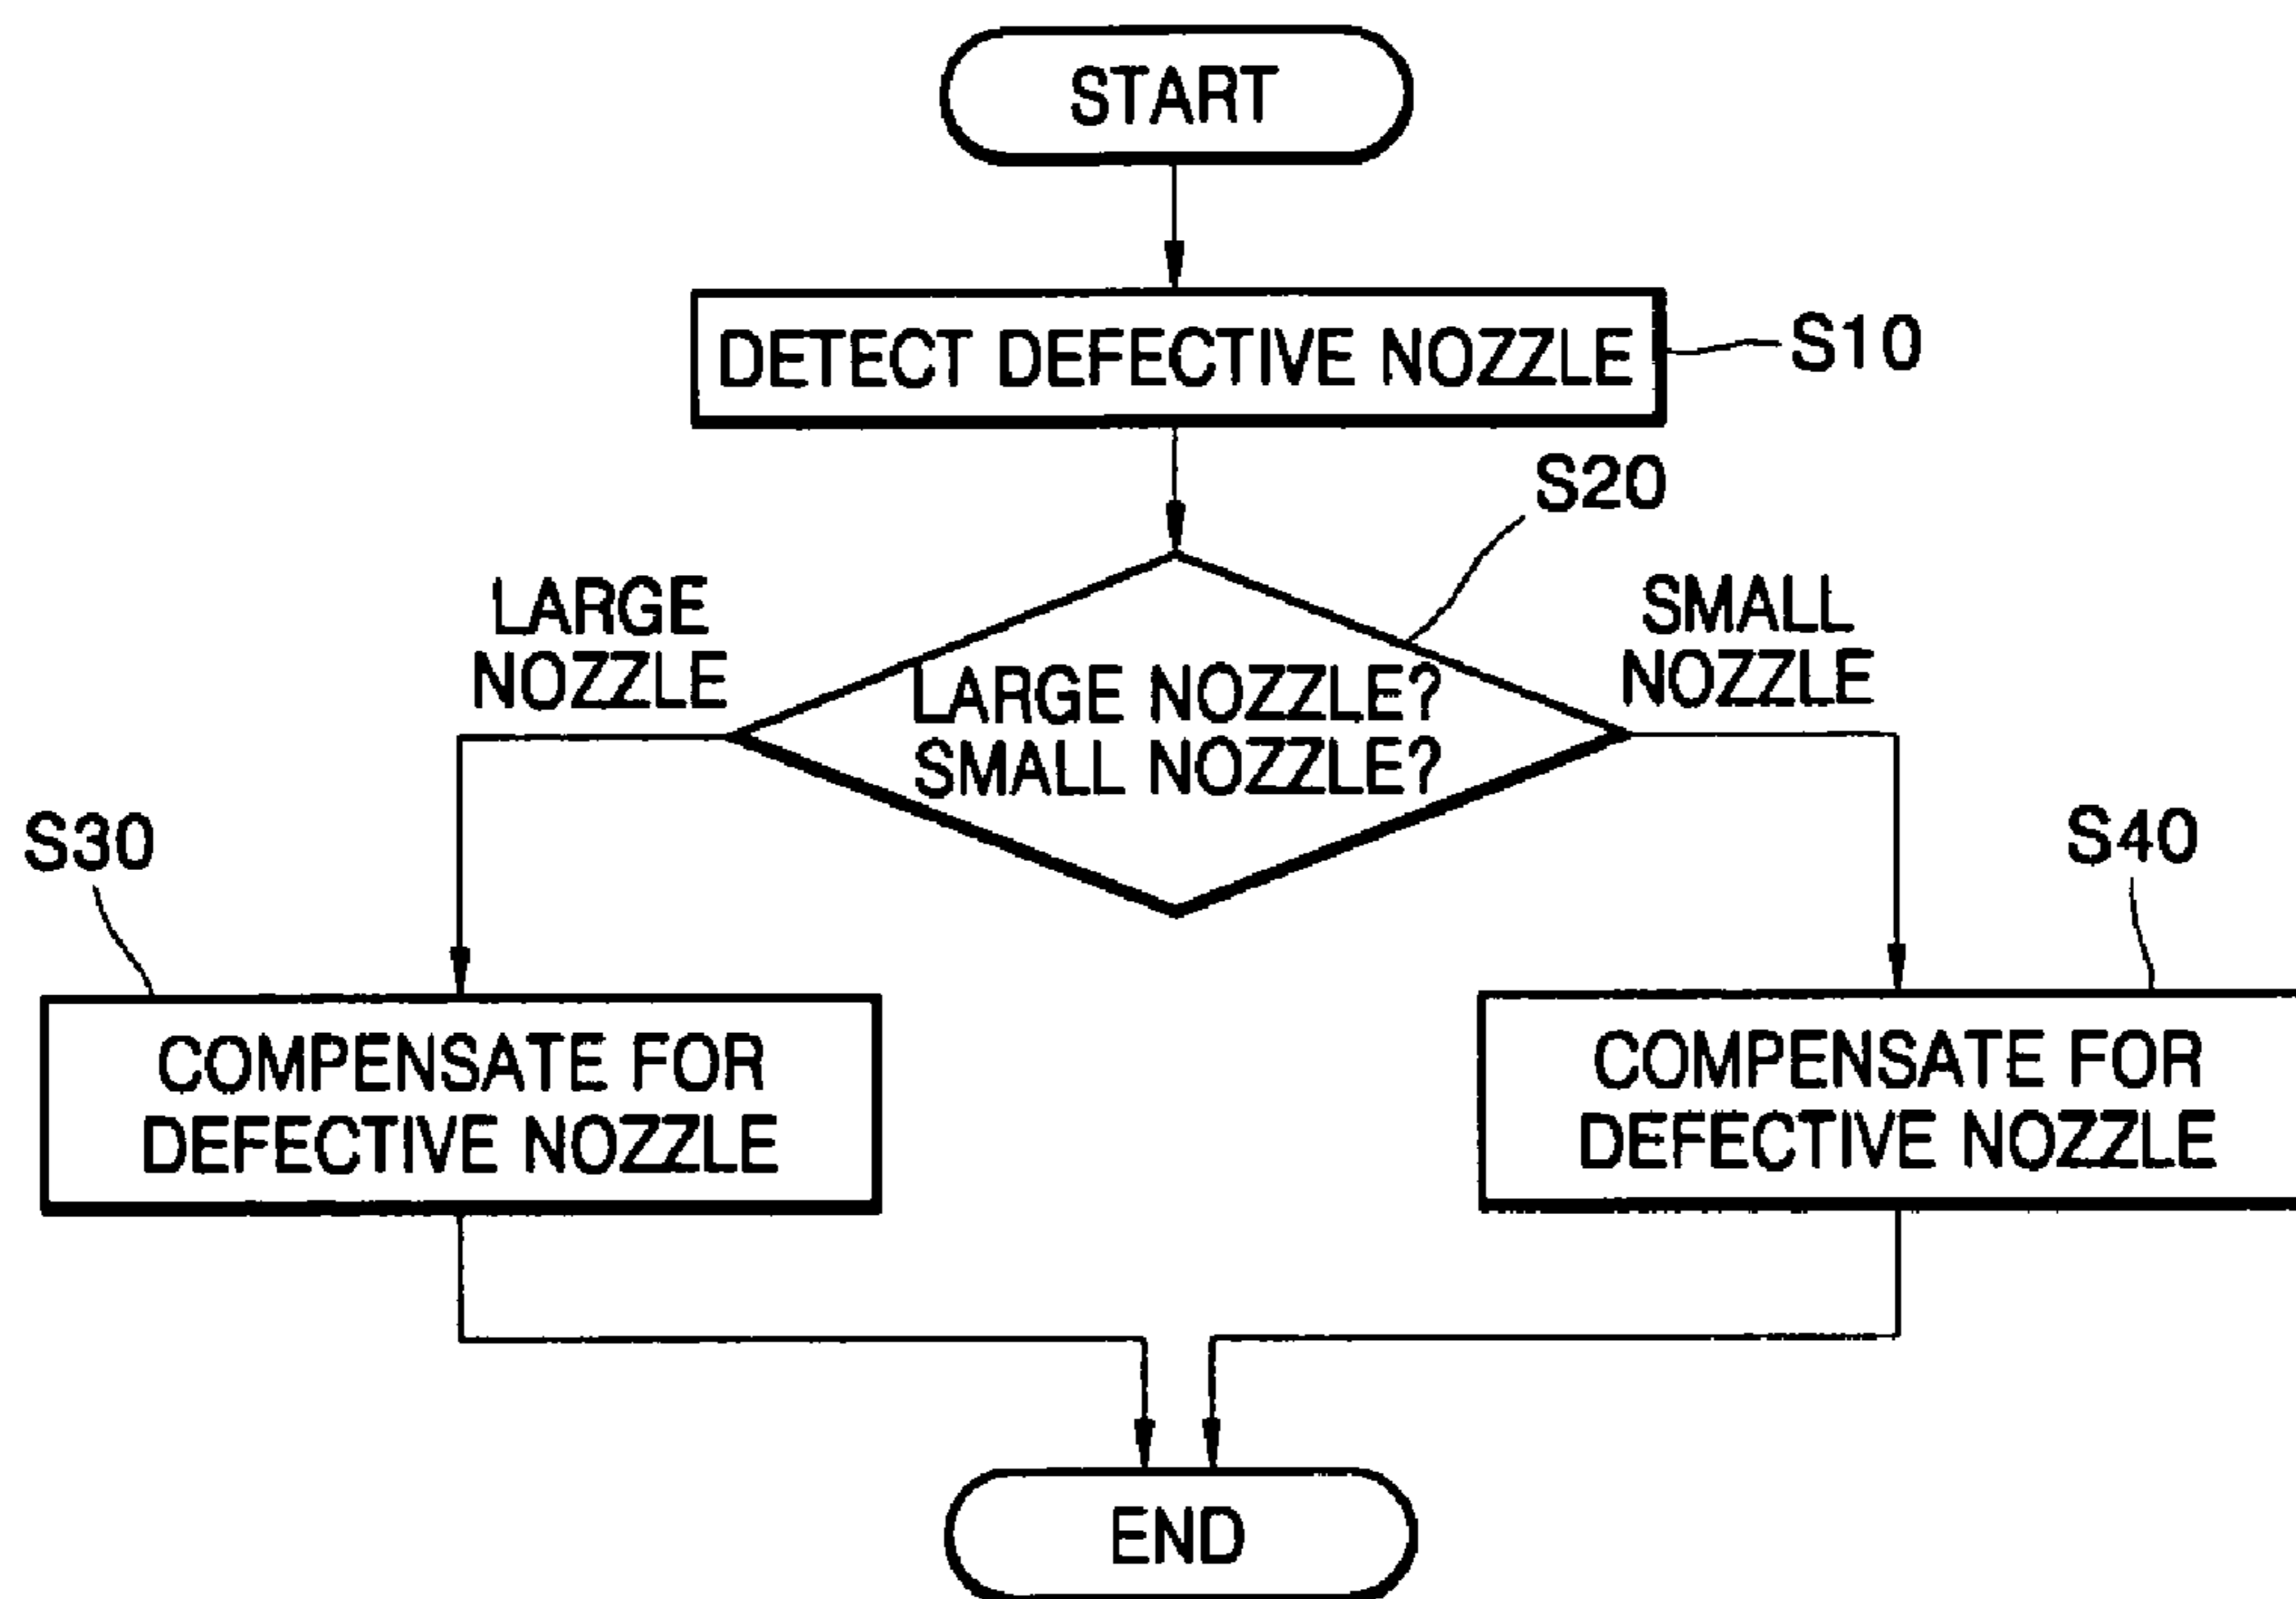 START
DETECT DEFECTIVE NOZZLE
S10
S20
LARGE
NOZZLE
LARGE NOZZLE?
SMALL NOZZLE?
SMALL
NOZZLE
S30
S40
COMPENSATE FOR
DEFECTIVE NOZZLE
COMPENSATE FOR
DEFECTIVE NOZZLE
END